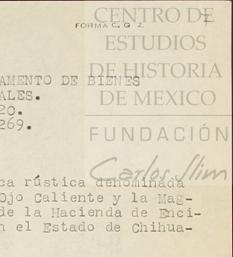 FORMA C. G. 2.
CENTRO DE
ESTUDIOS
DE HISTORIA
DE MEXICO
FUNDACIÓN
Carlos Slim
AMENTO DE BIENES
ALES.
20.
269.
ca rústica denominada
Ojo Caliente y la Mag-
de la Hacienda de Enci-
n el Estado de Chihua-